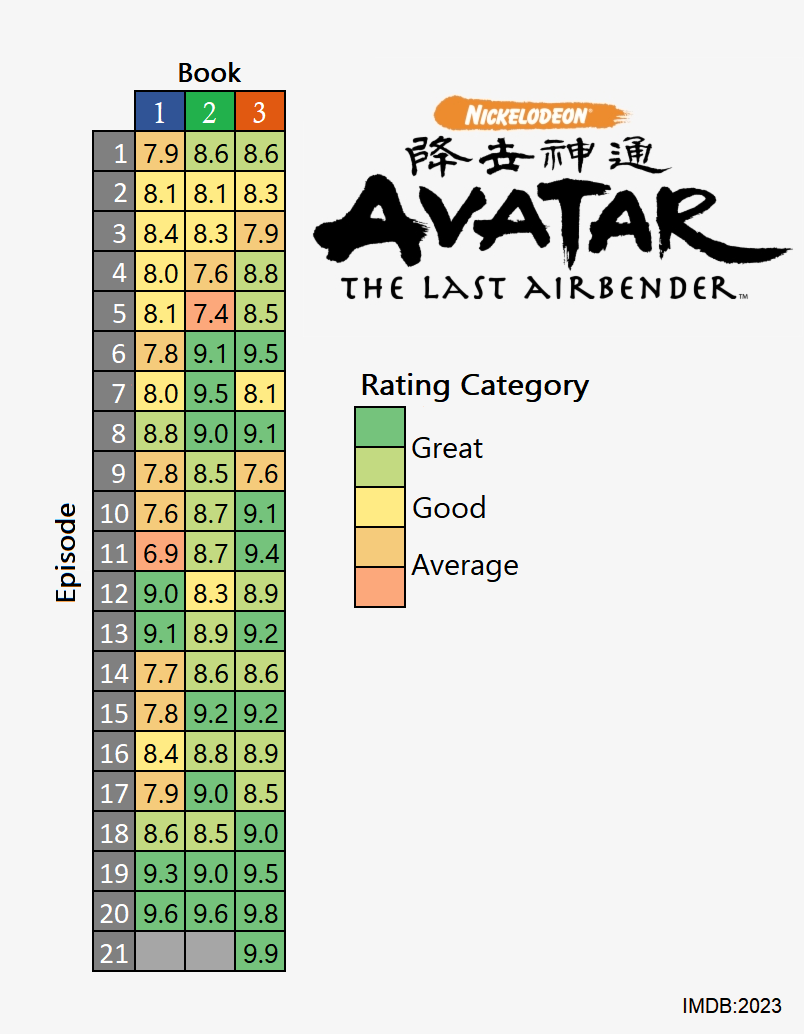 Book
1 2 3
1 7.9 8.6 8.6
2 8.1 8.1 8.3
3 8.4 8.3 7.9
4 8.0 7.6 8.8
5 8.1 7.4 8.5
6 7.8 9.1 9.5
7 8.0 9.5 8.1
8 8.8 9.0 9.1
9 7.8 8.5 7.6
10 7.6 8.7 9.1
11 6.9 8.7 9.4
12 9.0 8.3 8.9
13 9.1 8.9 9.2
14 7.7 8.6 8.6
15 7.8 9.2 9.2
16 8.4 8.8 8.9
17 7.9 9.0 8.5
18 8.6 8.5 9.0
19 9.3 9.0 9.5
20 9.6 9.6 9.8
21 9.9
Episode
NICKELODEON
降去神通
AVATAR
THE LAST AIRBENDER™
Rating Category
Great
Good
Average
IMDB:2023